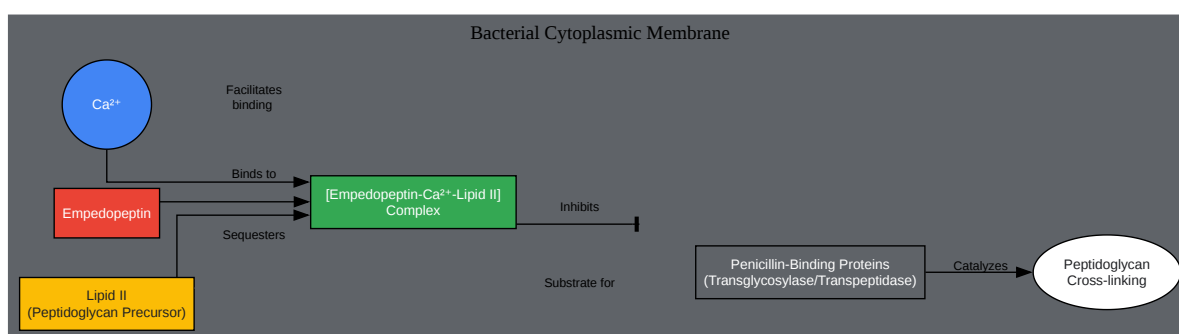 Bacterial Cytoplasmic Membrane
Ca²⁺
Facilitates
binding
Binds to
Empedopeptin
[Empedopeptin-Ca²⁺-Lipid II]
Complex
Inhibits
Sequesters
Lipid II
(Peptidoglycan Precursor)
Substrate for
Penicillin-Binding Proteins
(Transglycosylase/Transpeptidase)
Catalyzes
Peptidoglycan
Cross-linking